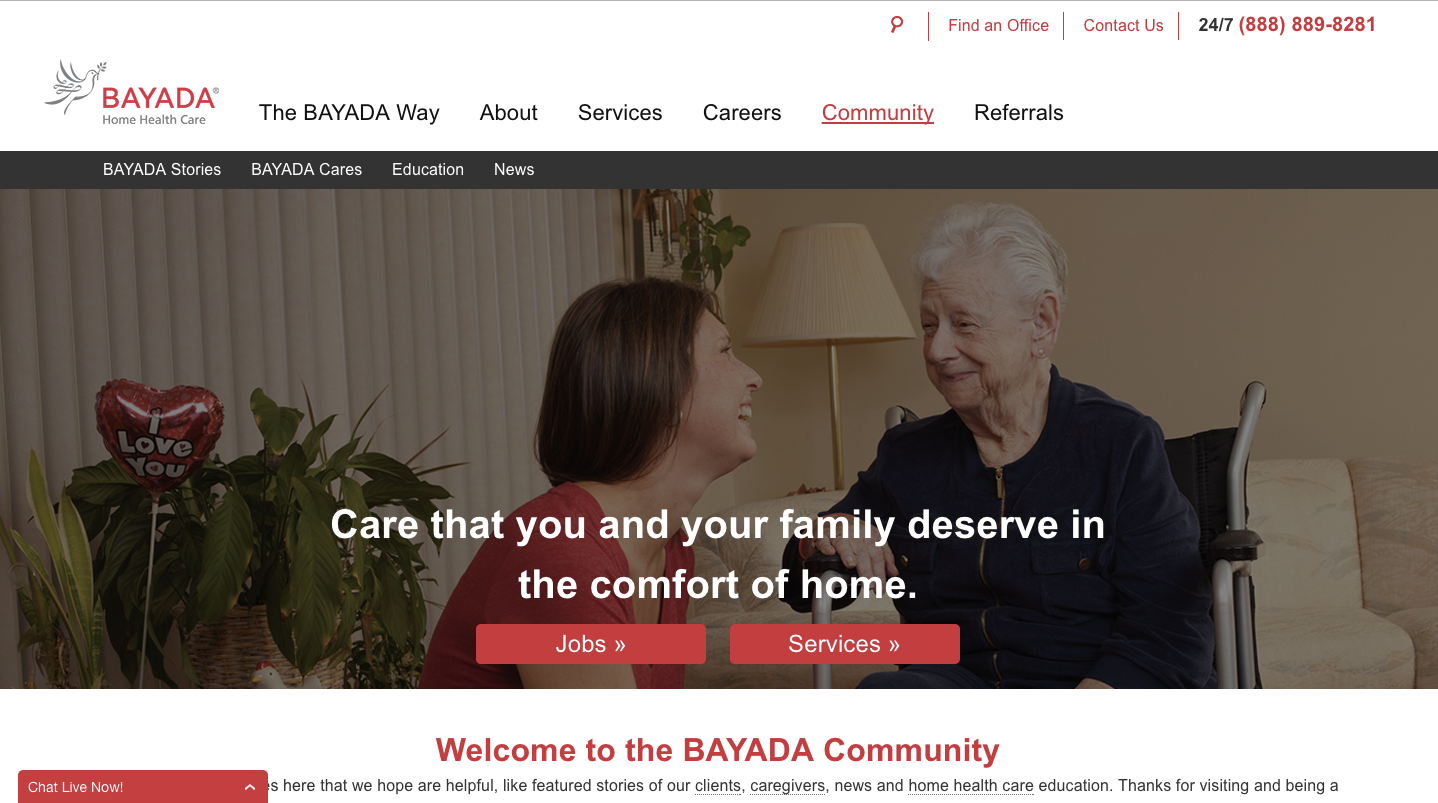 Find an Office
Contact Us
24/7 (888) 889-8281
BAYADA®
Home Health Care
The BAYADA Way
About
Services
Careers
Community
Referrals
BAYADA Stories
BAYADA Cares
Education
News
I
Love
You
Care that you and your family deserve in
the comfort of home.
Jobs »
Services »
Welcome to the BAYADA Community
here that we hope are helpful, like featured stories of our clients, caregivers, news and home health care education. Thanks for visiting and being a
Chat Live Now!